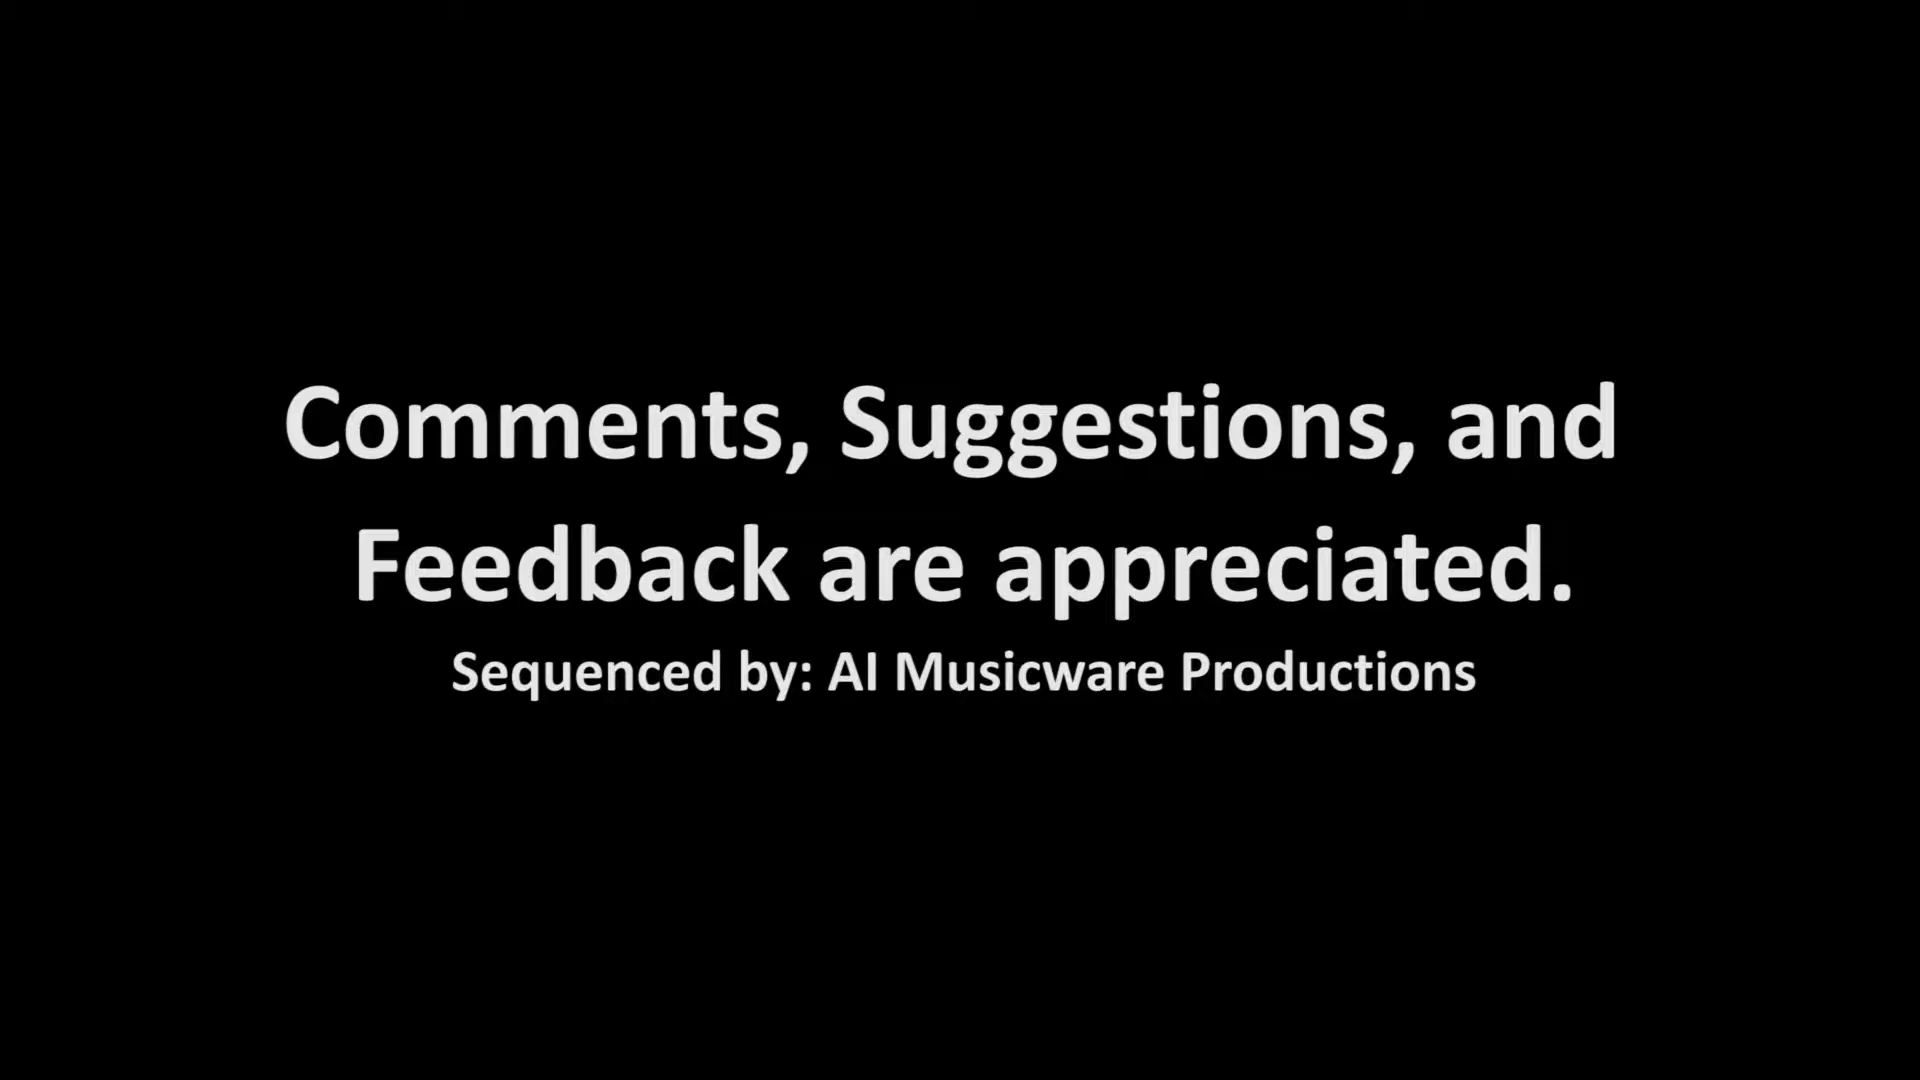 Comments, Suggestions, and
Feedback are appreciated.
Sequenced by: AI Musicware Productions